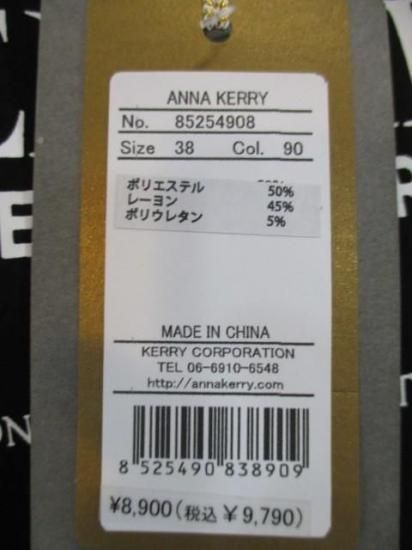 ANNA KERRY
No. 85254908
Size 38 Col. 90
ポリエステル 50%
レーヨン 45%
ポリウレタン 5%
MADE IN CHINA
KERRY CORPORATION
TEL 06-6910-6548
http://annakerry.com
8 525490 838909
¥8,900(税込 ¥9,790)